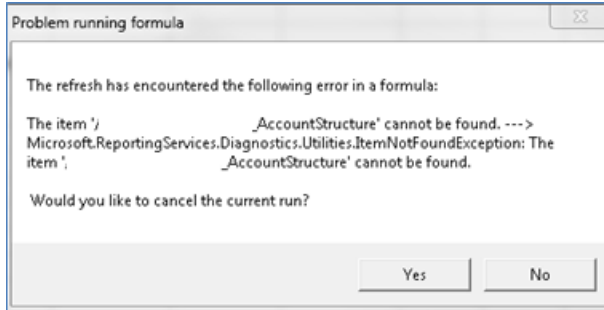 Problem running formula
The refresh has encountered the following error in a formula:
The item '/ _AccountStructure' cannot be found. --->
Microsoft.ReportingServices.Diagnostics.Utilities.ItemNotFoundException: The
item ', _AccountStructure' cannot be found.
Would you like to cancel the current run?
Yes No